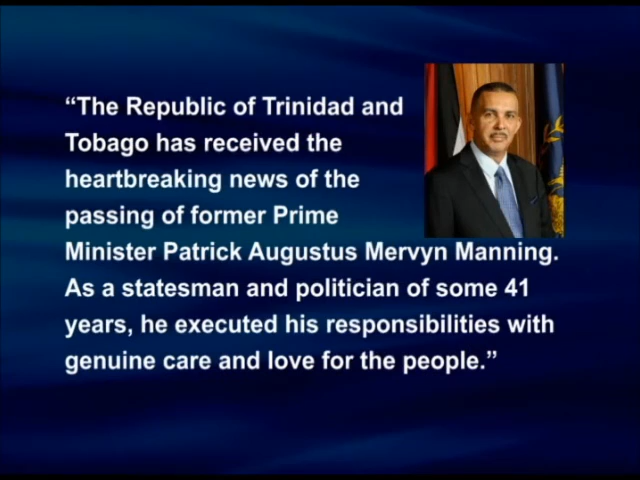 “The Republic of Trinidad and
Tobago has received the
heartbreaking news of the
passing of former Prime
Minister Patrick Augustus Mervyn Manning.
As a statesman and politician of some 41
years, he executed his responsibilities with
genuine care and love for the people.”